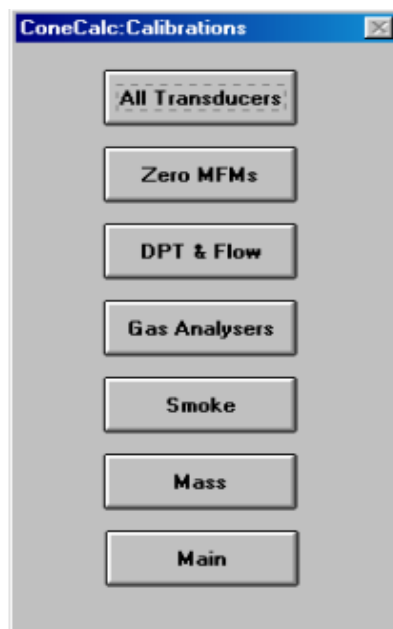 ConeCalc:Calibrations
All Transducers
Zero MFMs
DPT & Flow
Gas Analysers
Smoke
Mass
Main